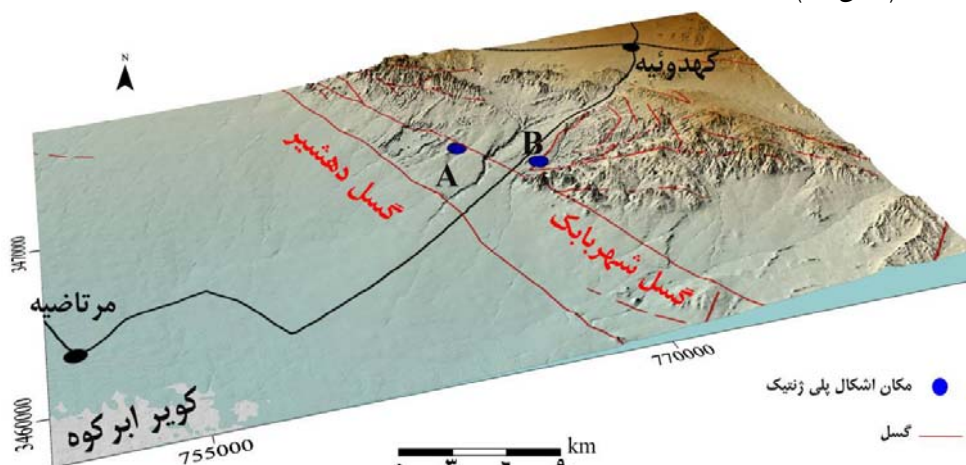 N
کهدوئیه
B
A
گسل دهشیر
گسل شهربابک
3470000
مرتاضیه
770000
مکان اشکال پلی ژنتیک
3460000
کویر ابرکوه
755000
گسل
km